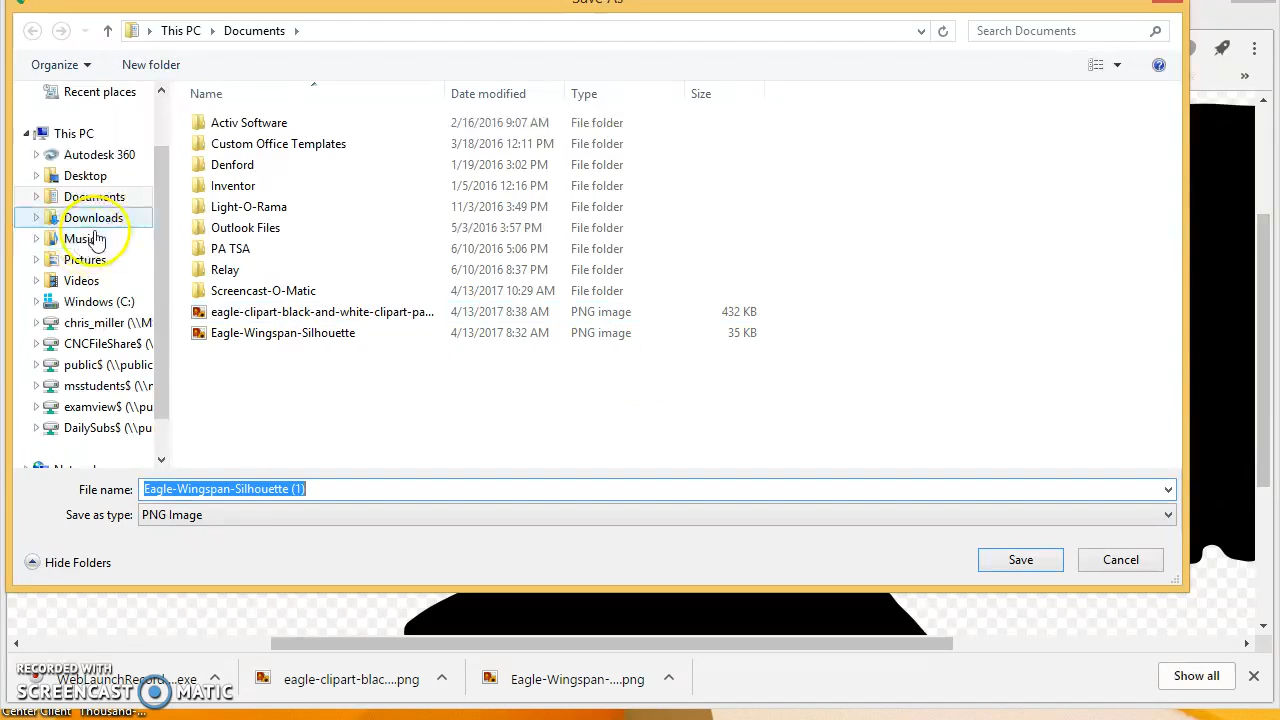 Save As
This PC Documents
Search Documents
Organize New folder
Name Date modified Type Size
Recent places
This PC
Autodesk 360
Desktop
Documents
Downloads
Music
Pictures
Videos
Windows (C:)
chris_miller (\\M
CNCFileShare$ (\
public$ (\\public
msstudents$ (\\r
examview$ (\\pu
DailySubs$ (\\pu
Activ Software 2/16/2016 9:07 AM File folder
Custom Office Templates 3/18/2016 12:11 PM File folder
Denford 1/19/2016 3:02 PM File folder
Inventor 1/5/2016 12:16 PM File folder
Light-O-Rama 11/3/2016 3:49 PM File folder
Outlook Files 5/3/2016 3:57 PM File folder
PA TSA 6/10/2016 5:06 PM File folder
Relay 6/10/2016 8:37 PM File folder
Screencast-O-Matic 4/13/2017 10:29 AM File folder
eagle-clipart-black-and-white-clipart-pa... 4/13/2017 8:38 AM PNG image 432 KB
Eagle-Wingspan-Silhouette 4/13/2017 8:32 AM PNG image 35 KB
File name: Eagle-Wingspan-Silhouette (1)
Save as type: PNG Image
Hide Folders
Save Cancel
WebLaunchRecor....exe
eagle-clipart-blac....png
Eagle-Wingspan-....png
Show all
RECORDED WITH
SCREENCAST MATIC
Center Client Thousand-...